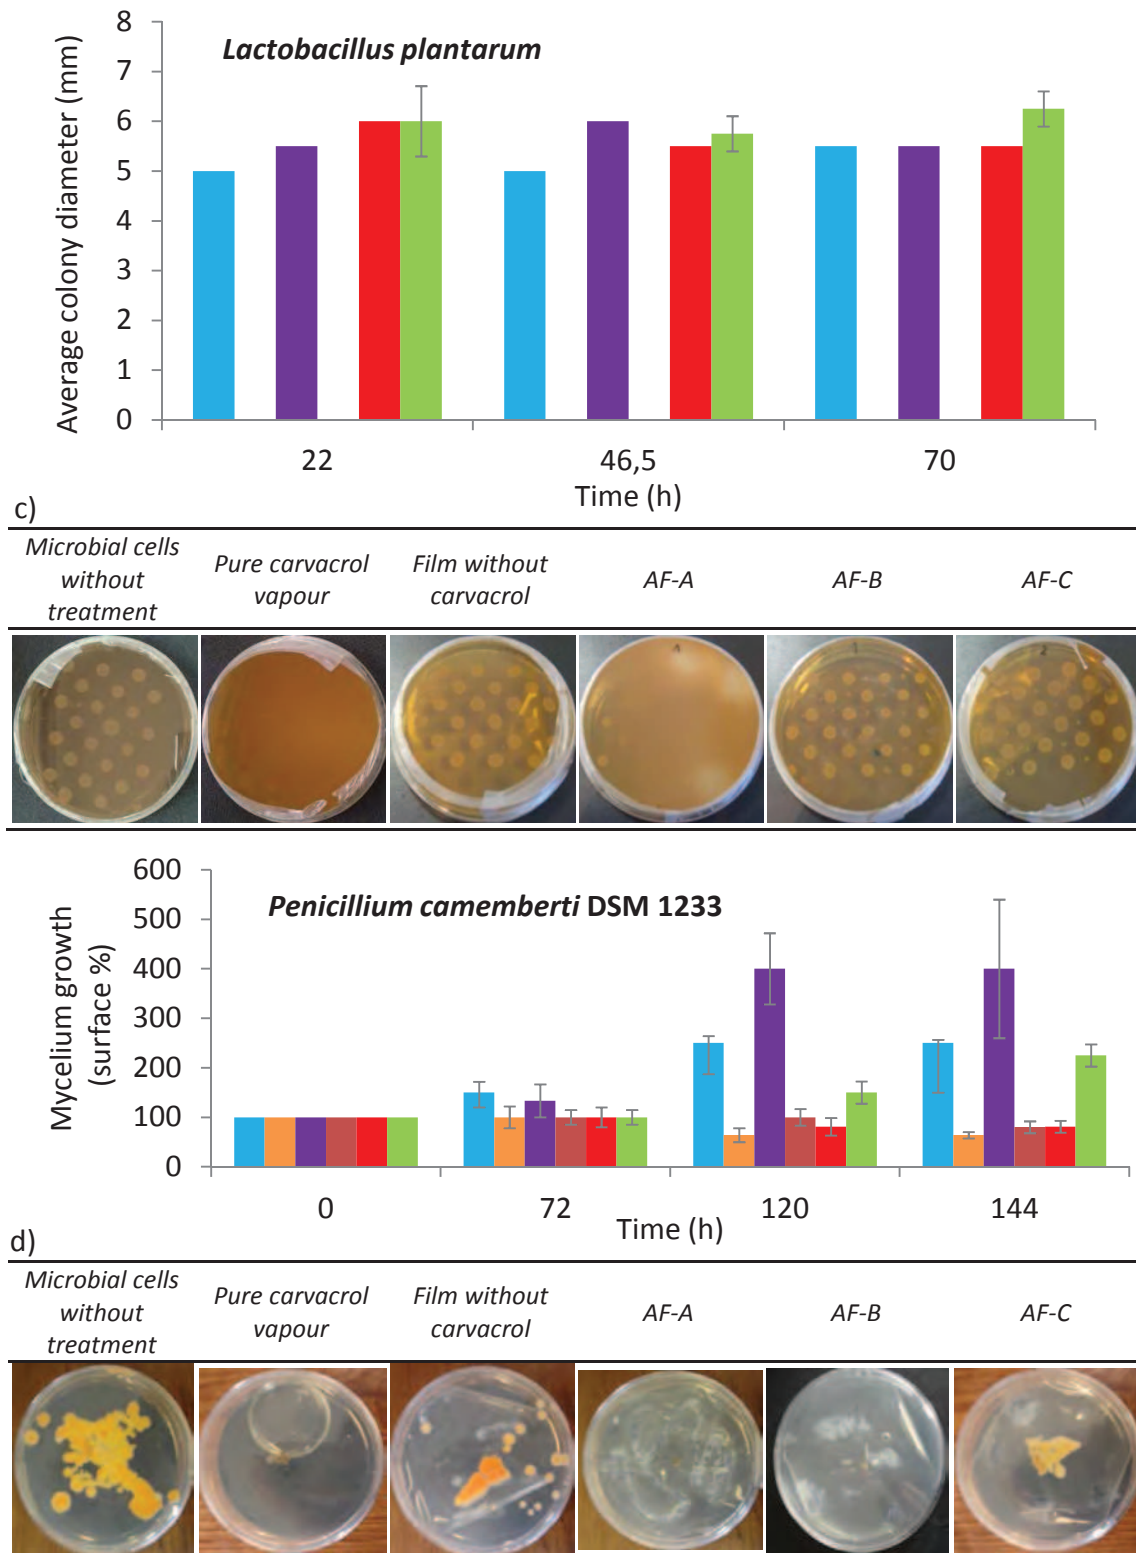 8
Lactobacillus plantarum
7
6
5
4
3
2
1
0
Average colony diameter (mm)
22 46,5 70
Time (h)
c)
Microbial cells without treatment
Pure carvacrol vapour
Film without carvacrol
AF-A
AF-B
AF-C
600
Penicillium camemberti DSM 1233
500
400
300
200
100
0
Mycelium growth
(surface %)
0 72 120 144
Time (h)
d)
Microbial cells without treatment
Pure carvacrol vapour
Film without carvacrol
AF-A
AF-B
AF-C